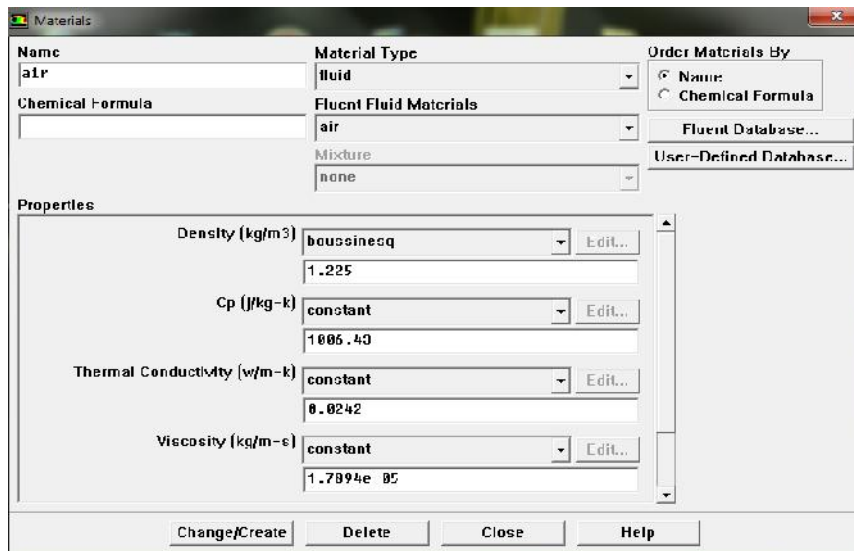 Materials
Name
air
Chemical Formula
Material Type
fluid
Fluent Fluid Materials
air
Mixture
none
Order Materials By
Name
Chemical Formula
Fluent Database...
User-Defined Database...
Properties
Density (kg/m3) boussinesq Edit...
1.225
Cp (j/kg-k) constant Edit...
1006.43
Thermal Conductivity (w/m-k) constant Edit...
0.0242
Viscosity (kg/m-s) constant Edit...
1.7894e-05
Change/Create Delete Close Help